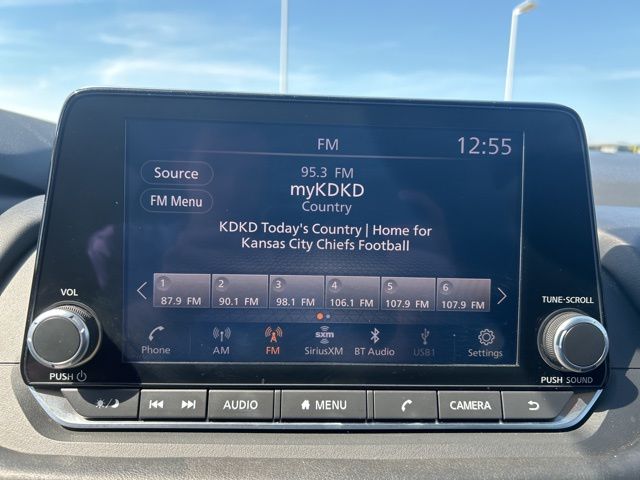 FM
12:55
Source
95.3 FM
myKDKD
FM Menu
Country
KDKD Today's Country | Home for
Kansas City Chiefs Football
1 2 3 4 5 6
87.9 FM 90.1 FM 98.1 FM 106.1 FM 107.9 FM 107.9 FM
sxm
Phone AM FM SiriusXM BT Audio USB1 Settings
VOL
PUSH
TUNE·SCROLL
PUSH SOUND
AUDIO MENU CAMERA